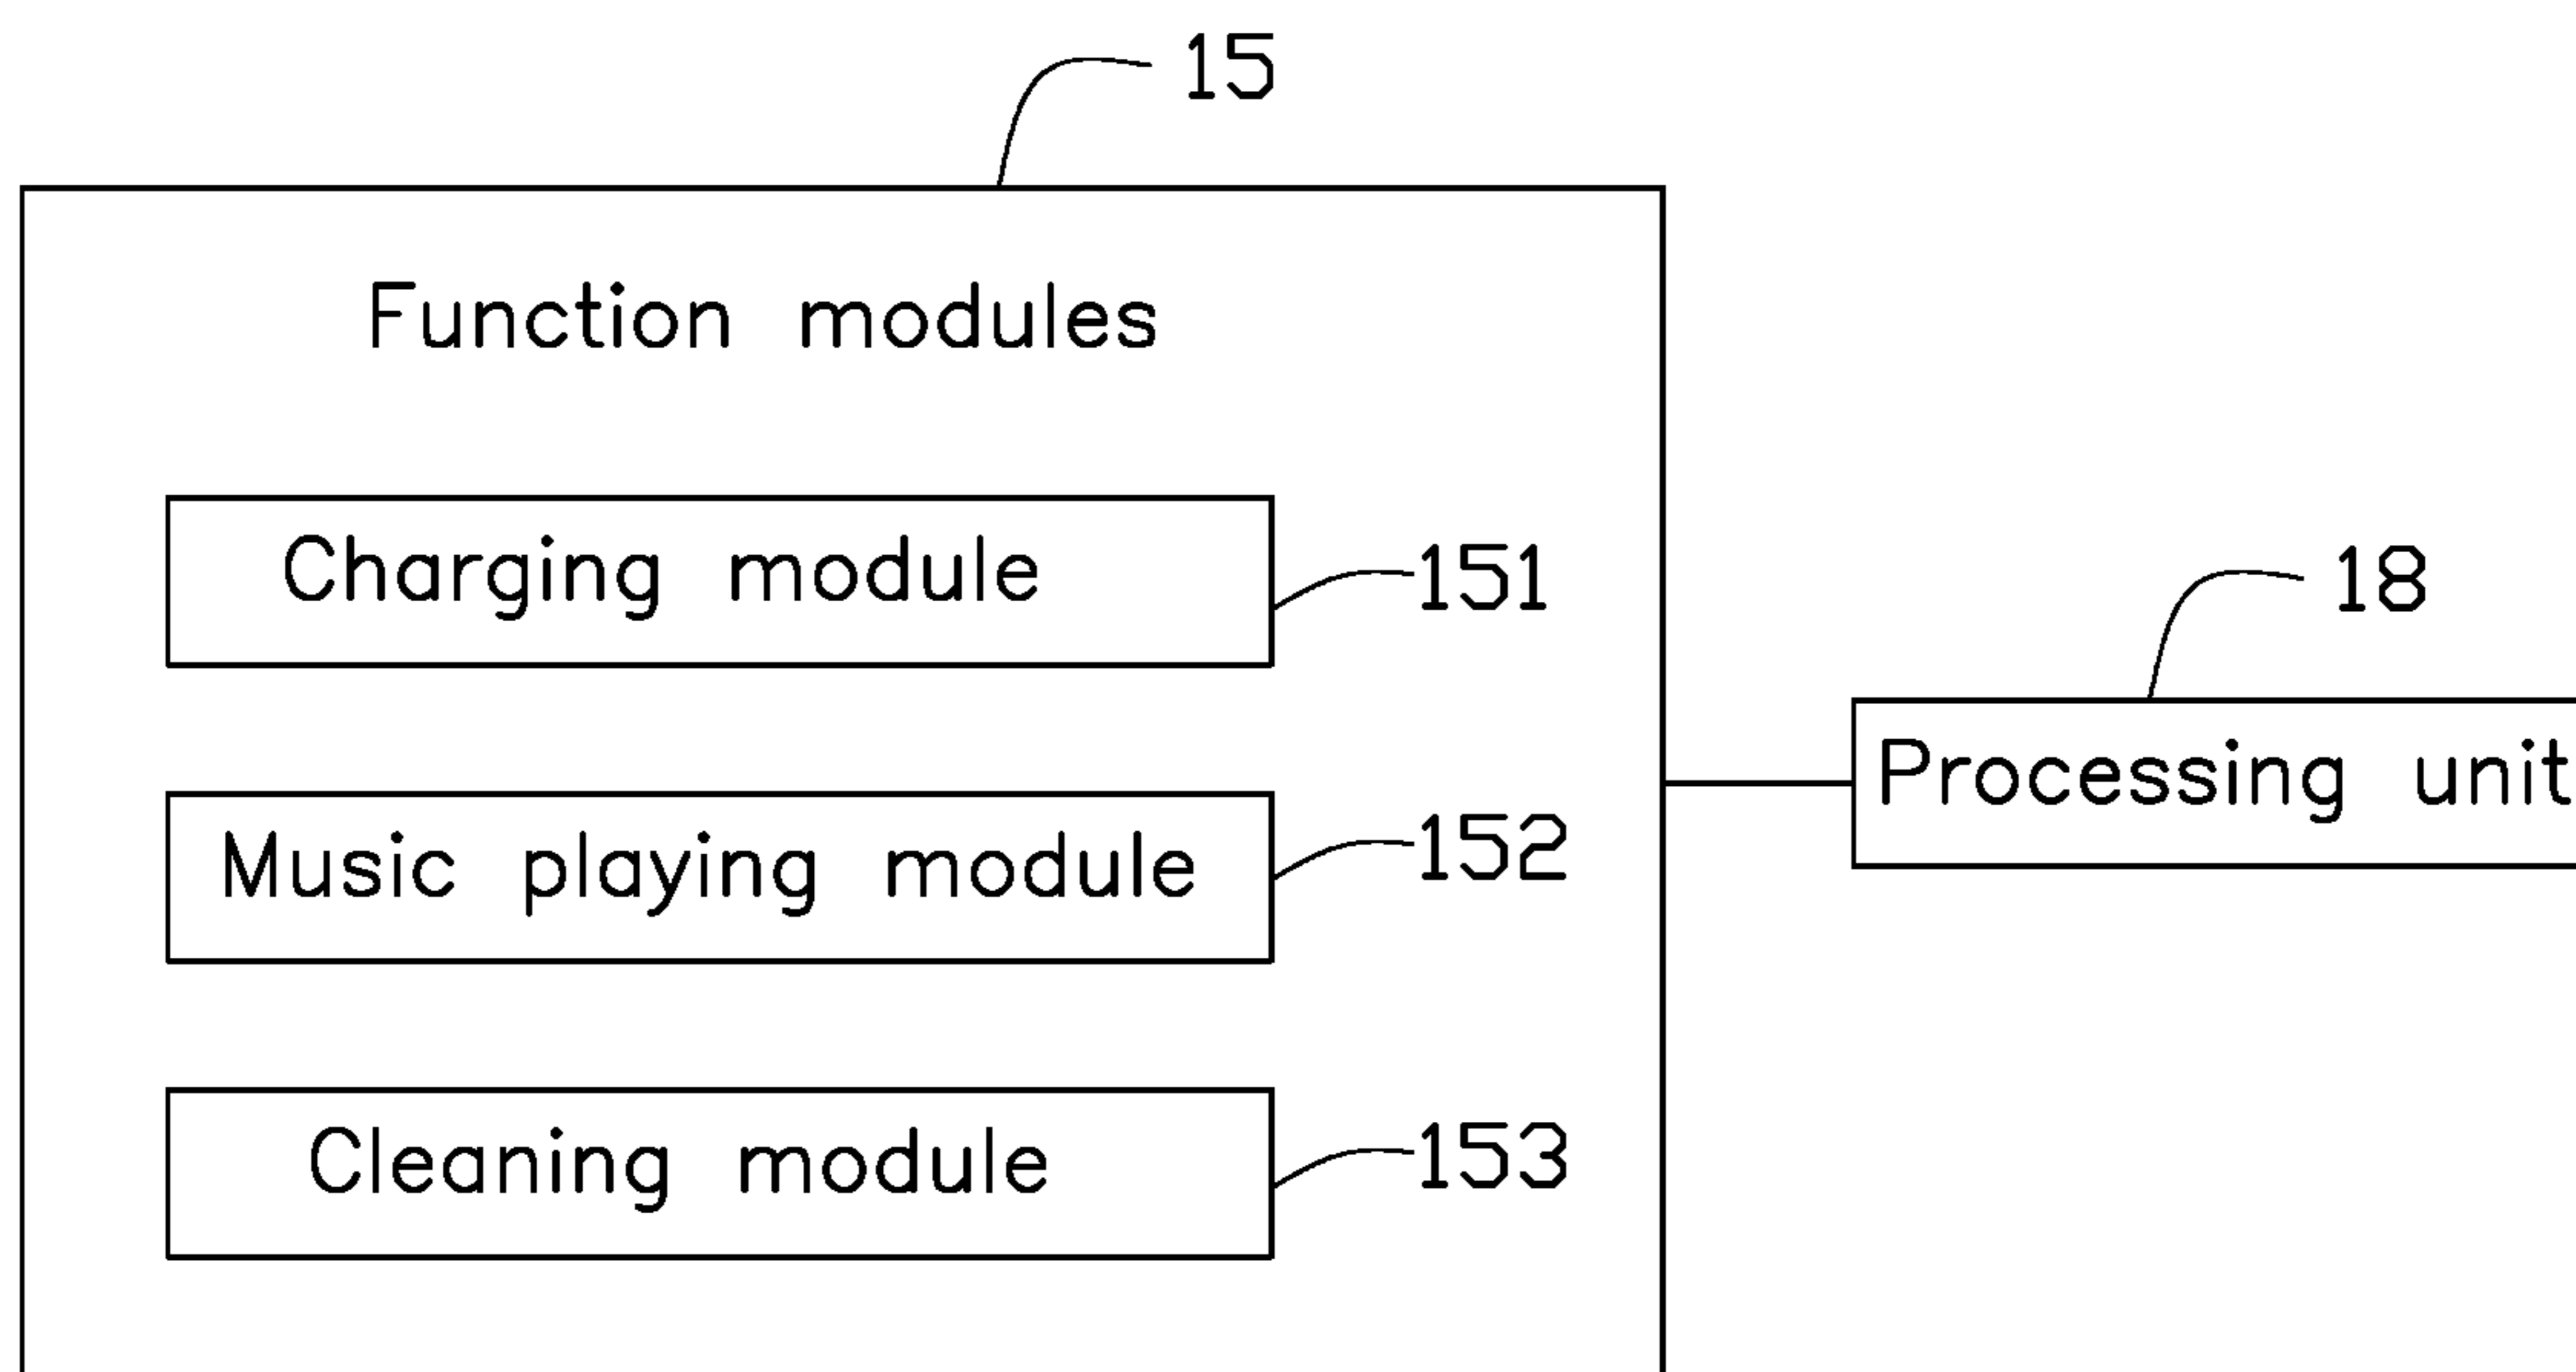 15
Function modules
Charging module
151
18
Processing unit
Music playing module
152
Cleaning module
153